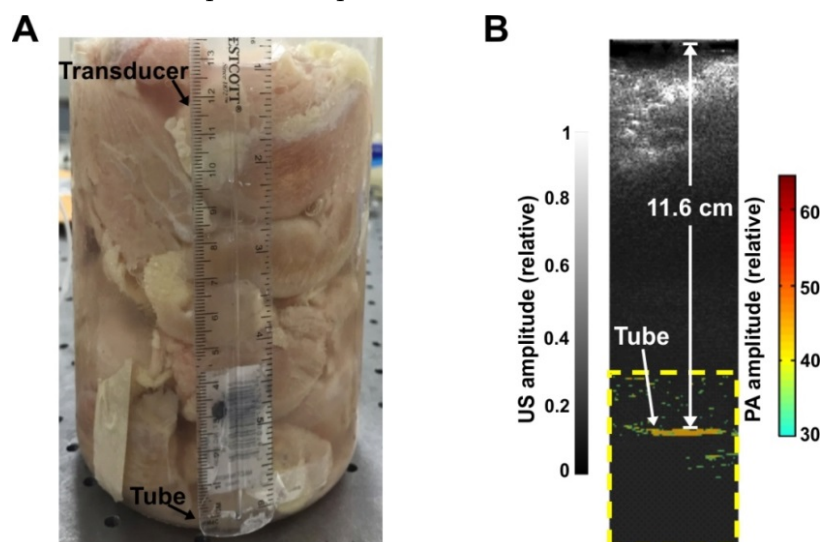 A
ESTCOTT®
Transducer
Tube
B
1
0.8
0.6
0.4
0.2
0
US amplitude (relative)
11.6 cm
Tube
PA amplitude (relative)
60
50
40
30